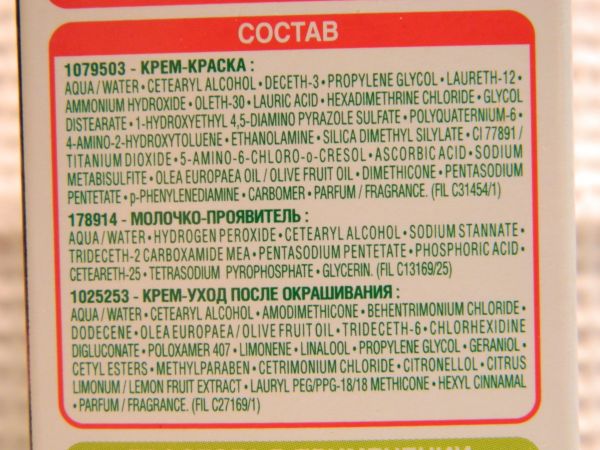 СОСТАВ
1079503 - КРЕМ-КРАСКА :
AQUA / WATER • CETEARYL ALCOHOL • DECETH-3 • PROPYLENE GLYCOL • LAURETH-12 •
AMMONIUM HYDROXIDE • OLETH-30 • LAURIC ACID • HEXADIMETHRINE CHLORIDE • GLYCOL
DISTEARATE • 1-HYDROXYETHYL 4,5-DIAMINO PYRAZOLE SULFATE • POLYQUATERNIUM-6 •
4-AMINO-2-HYDROXYTOLUENE • ETHANOLAMINE • SILICA DIMETHYL SILYLATE • CI 77891 /
TITANIUM DIOXIDE • 5-AMINO-6-CHLORO-o-CRESOL • ASCORBIC ACID • SODIUM
METABISULFITE • OLEA EUROPAEA OIL / OLIVE FRUIT OIL • DIMETHICONE • PENTASODIUM
PENTETATE • p-PHENYLENEDIAMINE • CARBOMER • PARFUM / FRAGRANCE. (FIL C31454/1)
178914 - МОЛОЧКО-ПРОЯВИТЕЛЬ :
AQUA / WATER • HYDROGEN PEROXIDE • CETEARYL ALCOHOL • SODIUM STANNATE •
TRIDECETH-2 CARBOXAMIDE MEA • PENTASODIUM PENTETATE • PHOSPHORIC ACID •
CETEARETH-25 • TETRASODIUM PYROPHOSPHATE • GLYCERIN. (FIL C13169/25)
1025253 - КРЕМ-УХОД ПОСЛЕ ОКРАШИВАНИЯ :
AQUA / WATER • CETEARYL ALCOHOL • AMODIMETHICONE • BEHENTRIMONIUM CHLORIDE •
DODECENE • OLEA EUROPAEA / OLIVE FRUIT OIL • TRIDECETH-6 • CHLORHEXIDINE
DIGLUCONATE • POLOXAMER 407 • LIMONENE • LINALOOL • PROPYLENE GLYCOL • GERANIOL •
CETYL ESTERS • METHYLPARABEN • CETRIMONIUM CHLORIDE • CITRONELLOL • CITRUS
LIMONUM / LEMON FRUIT EXTRACT • LAURYL PEG/PPG-18/18 METHICONE • HEXYL CINNAMAL
• PARFUM / FRAGRANCE. (FIL C27169/1)